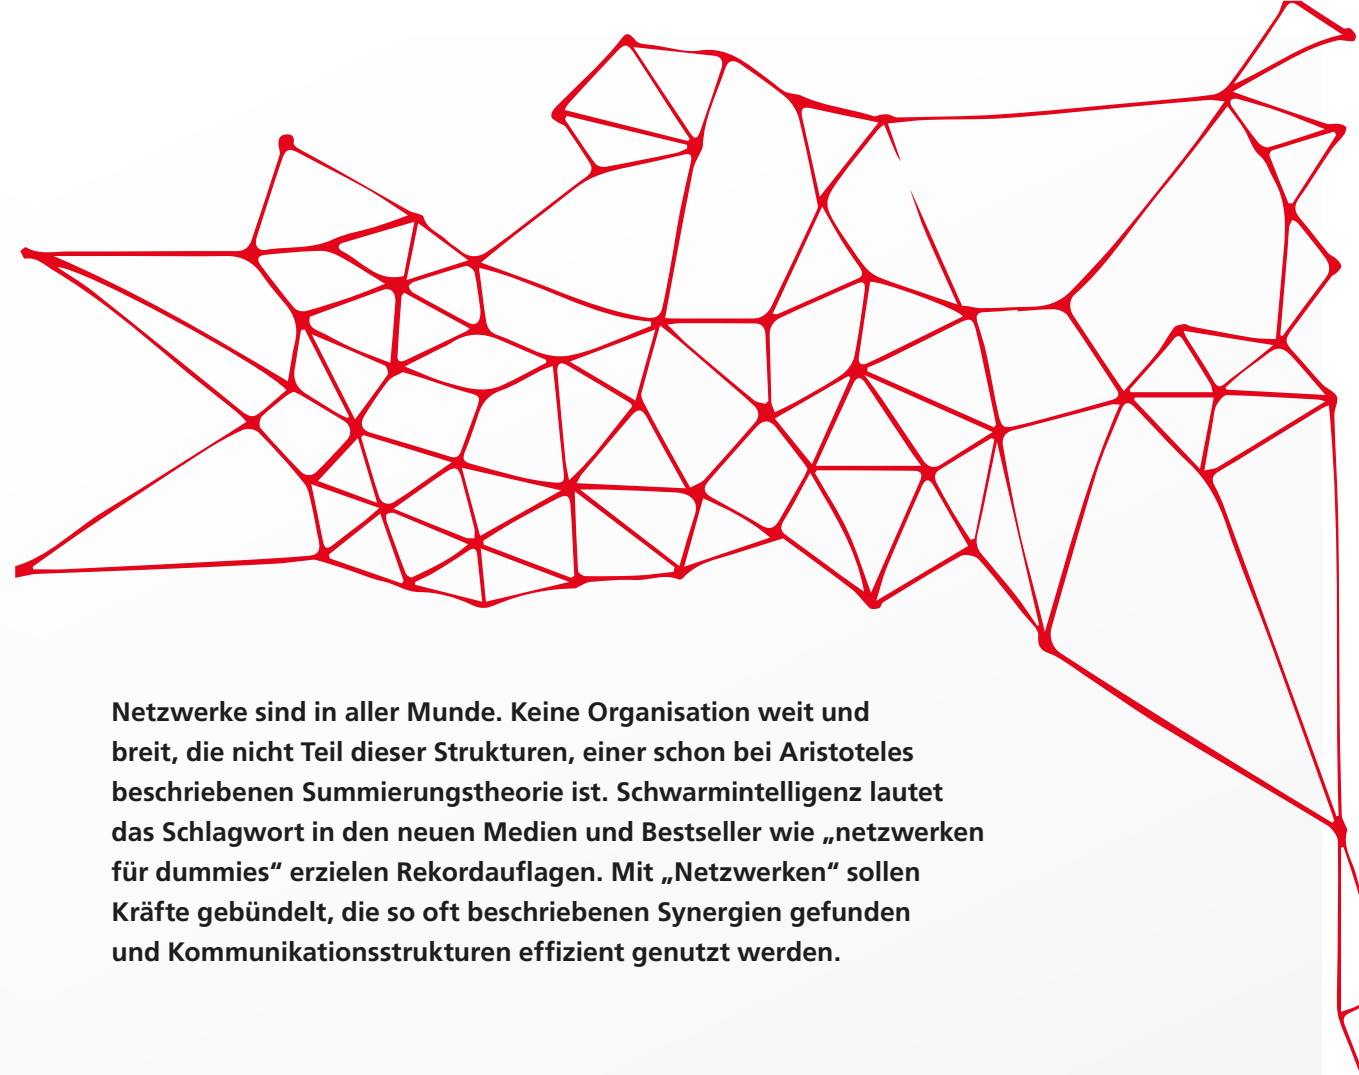 Netzwerke sind in aller Munde. Keine Organisation weit und
breit, die nicht Teil dieser Strukturen, einer schon bei Aristoteles
beschriebenen Summierungstheorie ist. Schwarmintelligenz lautet
das Schlagwort in den neuen Medien und Bestseller wie „netzwerken
für dummies“ erzielen Rekordauflagen. Mit „Netzwerken“ sollen
Kräfte gebündelt, die so oft beschriebenen Synergien gefunden
und Kommunikationsstrukturen effizient genutzt werden.